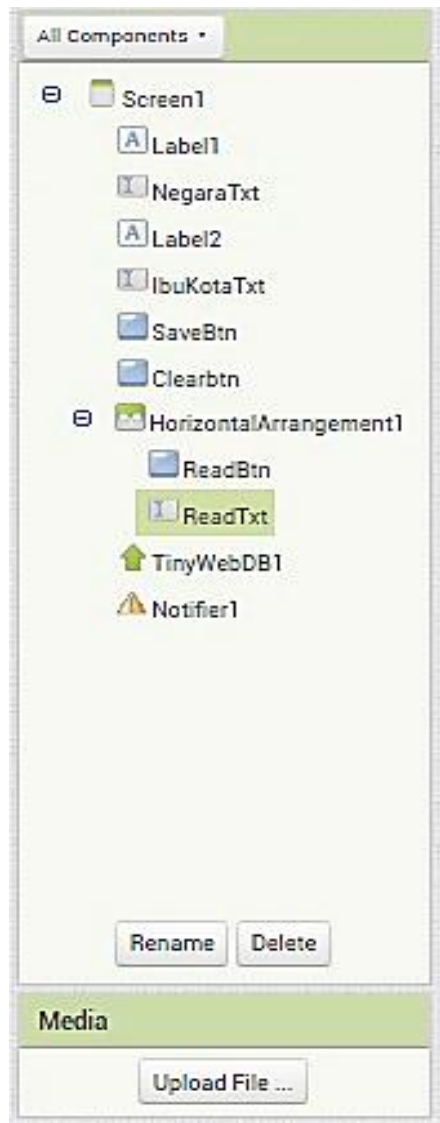 All Components
Screen1
A Label1
NegaraTxt
A Label2
IbuKotaTxt
SaveBtn
Clearbtn
HorizontalArrangement1
ReadBtn
ReadTxt
TinyWebDB1
Notifier1
Rename Delete
Media
Upload File ...